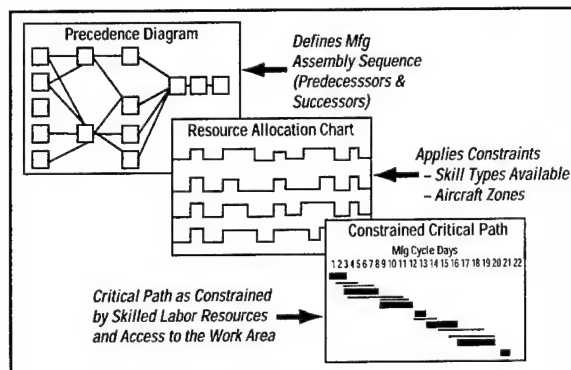 Precedence Diagram
Defines Mfg
Assembly Sequence
(Predecesssors &
Successors)
Resource Allocation Chart
Applies Constraints
– Skill Types Available
– Aircraft Zones
Constrained Critical Path
Mfg Cycle Days
1 2 3 4 5 6 7 8 9 10 11 12 13 14 15 16 17 18 19 20 21 22
Critical Path as Constrained
by Skilled Labor Resources
and Access to the Work Area